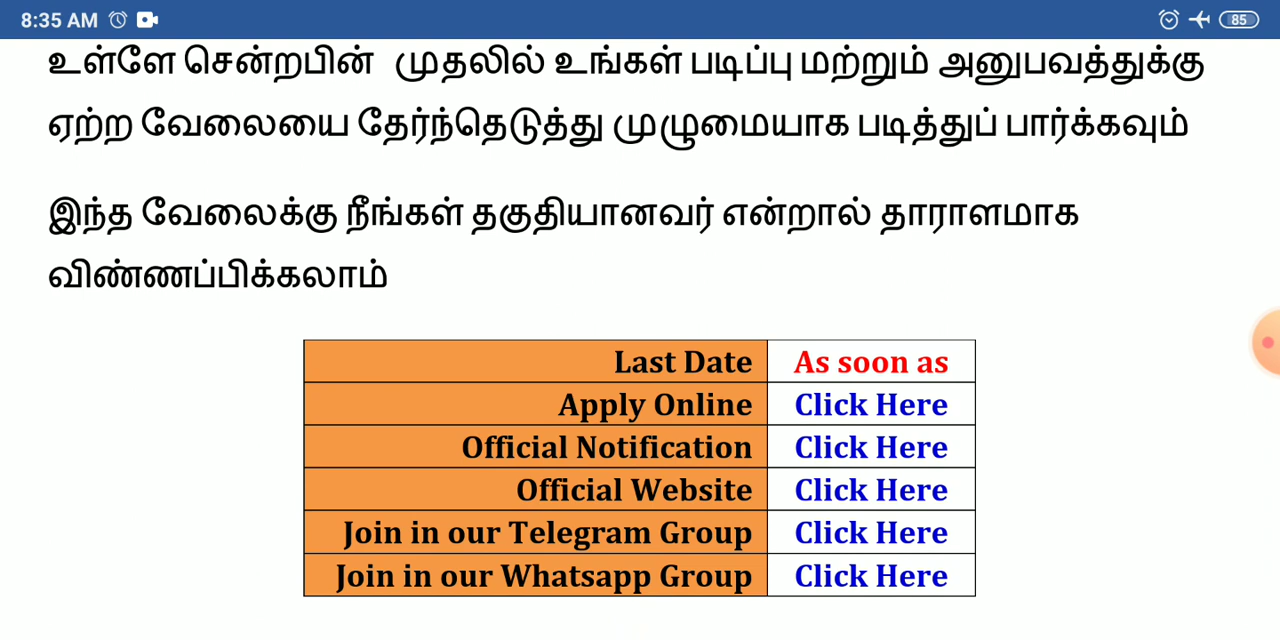 8:35 AM 85
உள்ளே சென்றபின் முதலில் உங்கள் படிப்பு மற்றும் அனுபவத்துக்கு
ஏற்ற வேலையை தேர்ந்தெடுத்து முழுமையாக படித்துப் பார்க்கவும்
இந்த வேலைக்கு நீங்கள் தகுதியானவர் என்றால் தாராளமாக
விண்ணப்பிக்கலாம்
Last Date As soon as
Apply Online Click Here
Official Notification Click Here
Official Website Click Here
Join in our Telegram Group Click Here
Join in our Whatsapp Group Click Here